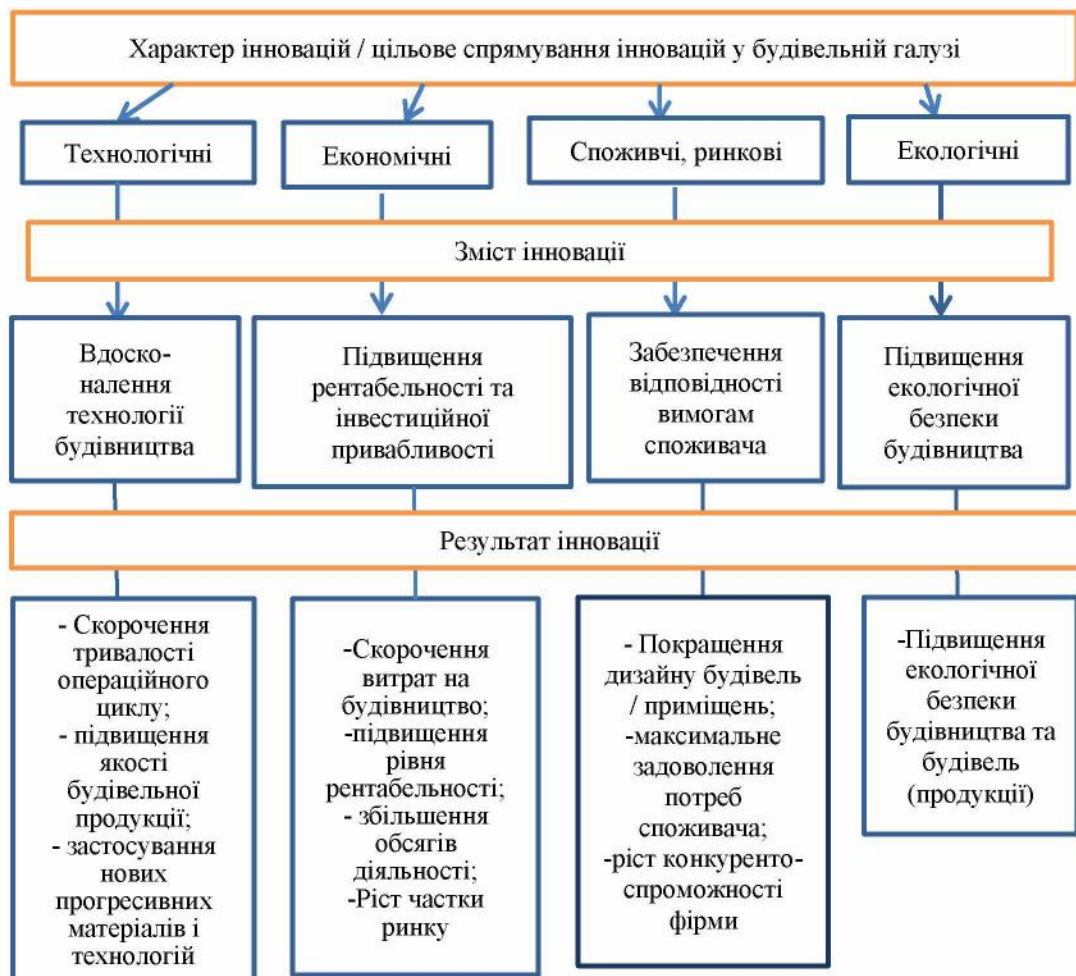 Характер інновацій / цільове спрямування інновацій у будівельній галузі
Технологічні
Економічні
Споживчі, ринкові
Екологічні
Зміст інновації
Вдоско-
налення
технології
будівництва
Підвищення
рентабельності та
інвестиційної
привабливості
Забезпечення
відповідності
вимогам
споживача
Підвищення
екологічної
безпеки
будівництва
Результат інновації
- Скорочення
тривалості
операційного
циклу;
- підвищення
якості
будівельної
продукції;
- застосування
нових
прогресивних
матеріалів і
технологій
-Скорочення
витрат на
будівництво;
-підвищення
рівня
рентабельності;
- збільшення
обсягів
діяльності;
-Ріст частки
ринку
- Покращення
дизайну будівель
/ приміщень;
-максимальне
задоволення
потреб
споживача;
-ріст конкуренто-
спроможності
фірми
-Підвищення
екологічної
безпеки
будівництва та
будівель
(продукції)